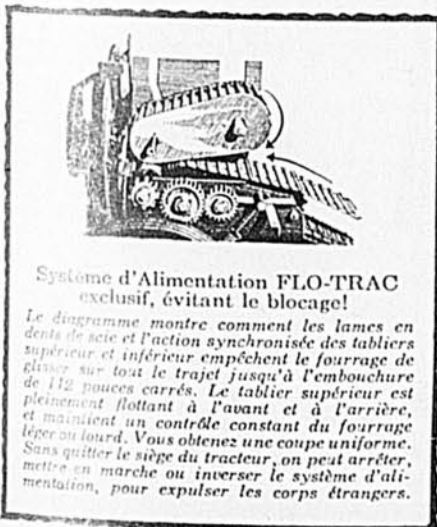 Système d'Alimentation FLO-TRAC
exclusif, évitant le blocage!
Le diagramme montre comment les lames en
dents de scie et l'action synchronisée des tabliers
supérieur et inférieur empêchent le fourrage de
glisser sur tout le trajet jusqu'à l'embouchure
de 112 pouces carrés. Le tablier supérieur est
pleinement flottant à l'avant et à l'arrière,
et maintient un contrôle constant du fourrage
léger ou lourd. Vous obtenez une coupe uniforme.
Sans quitter le siège du tracteur, on peut arrêter,
mettre en marche ou inverser le système d'ali-
mentation, pour expulser les corps étrangers.